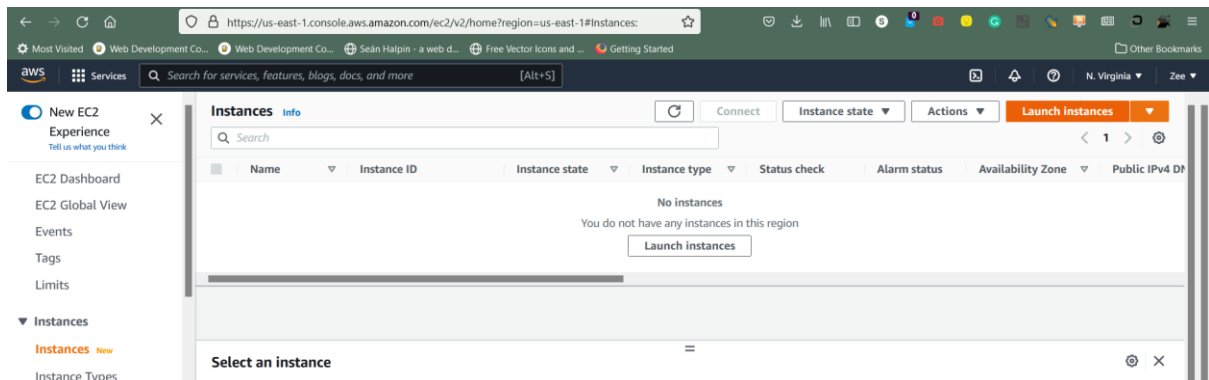 https://us-east-1.console.aws.amazon.com/ec2/v2/home?region=us-east-1#Instances:
Most Visited Web Development Co... Web Development Co... Seán Halpin - a web d... Free Vector Icons and ... Getting Started Other Bookmarks
aws Services Search for services, features, blogs, docs, and more [Alt+S] N. Virginia ▼ Zee ▼
New EC2 Experience
Tell us what you think
EC2 Dashboard
EC2 Global View
Events
Tags
Limits
▼ Instances
Instances New
Instance Types
Instances Info Connect Instance state ▼ Actions ▼ Launch instances ▼
Search < 1 >
Name Instance ID Instance state Instance type Status check Alarm status Availability Zone Public IPv4 DN
No instances
You do not have any instances in this region
Launch instances
Select an instance